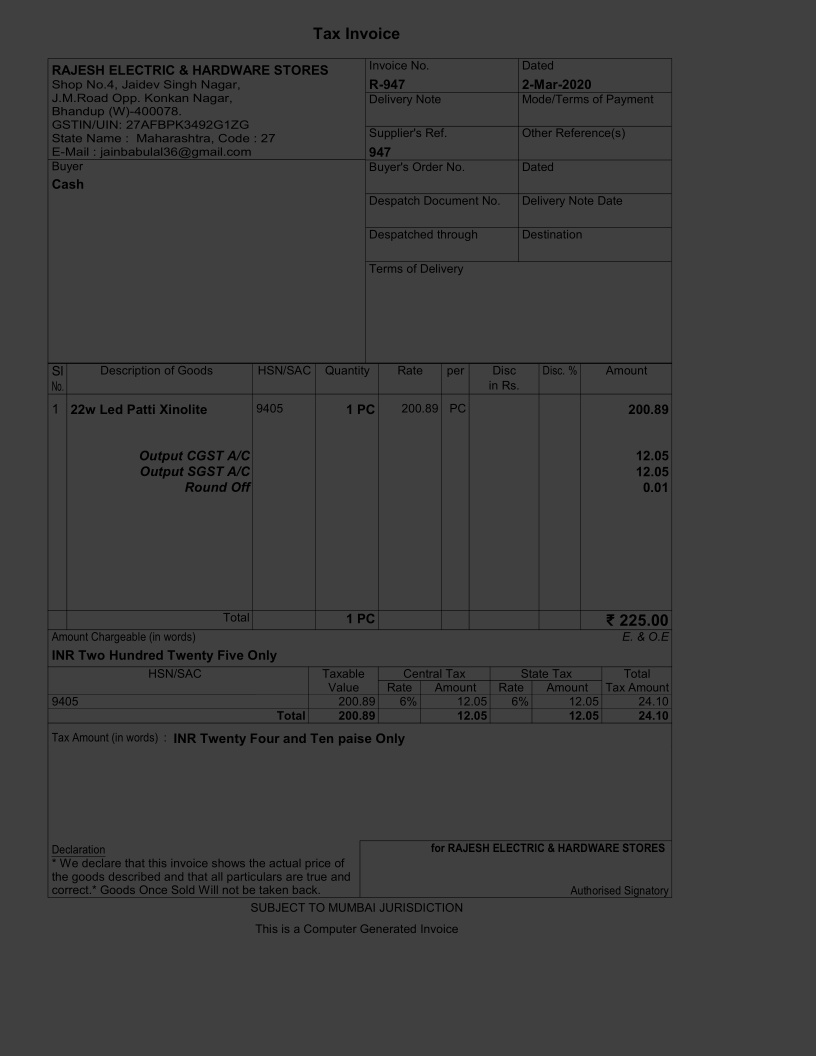 Tax Invoice
RAJESH ELECTRIC & HARDWARE STORES
Shop No.4, Jaidev Singh Nagar,
J.M.Road Opp. Konkan Nagar,
Bhandup (W)-400078.
GSTIN/UIN: 27AFBPK3492G1ZG
State Name : Maharashtra, Code : 27
E-Mail : jainbabulal36@gmail.com
Buyer
Cash
Invoice No. Dated
R-947 2-Mar-2020
Delivery Note Mode/Terms of Payment
Supplier's Ref. Other Reference(s)
947
Buyer's Order No. Dated
Despatch Document No. Delivery Note Date
Despatched through Destination
Terms of Delivery
Sl Description of Goods HSN/SAC Quantity Rate per Disc Disc. % Amount
No. in Rs.
1 22w Led Patti Xinolite 9405 1 PC 200.89 PC 200.89
Output CGST A/C 12.05
Output SGST A/C 12.05
Round Off 0.01
Total 1 PC ₹ 225.00
Amount Chargeable (in words) E. & O.E
INR Two Hundred Twenty Five Only
HSN/SAC Taxable Central Tax State Tax Total
Value Rate Amount Rate Amount Tax Amount
9405 200.89 6% 12.05 6% 12.05 24.10
Total 200.89 12.05 12.05 24.10
Tax Amount (in words) : INR Twenty Four and Ten paise Only
Declaration
* We declare that this invoice shows the actual price of
the goods described and that all particulars are true and
correct.* Goods Once Sold Will not be taken back.
for RAJESH ELECTRIC & HARDWARE STORES
Authorised Signatory
SUBJECT TO MUMBAI JURISDICTION
This is a Computer Generated Invoice